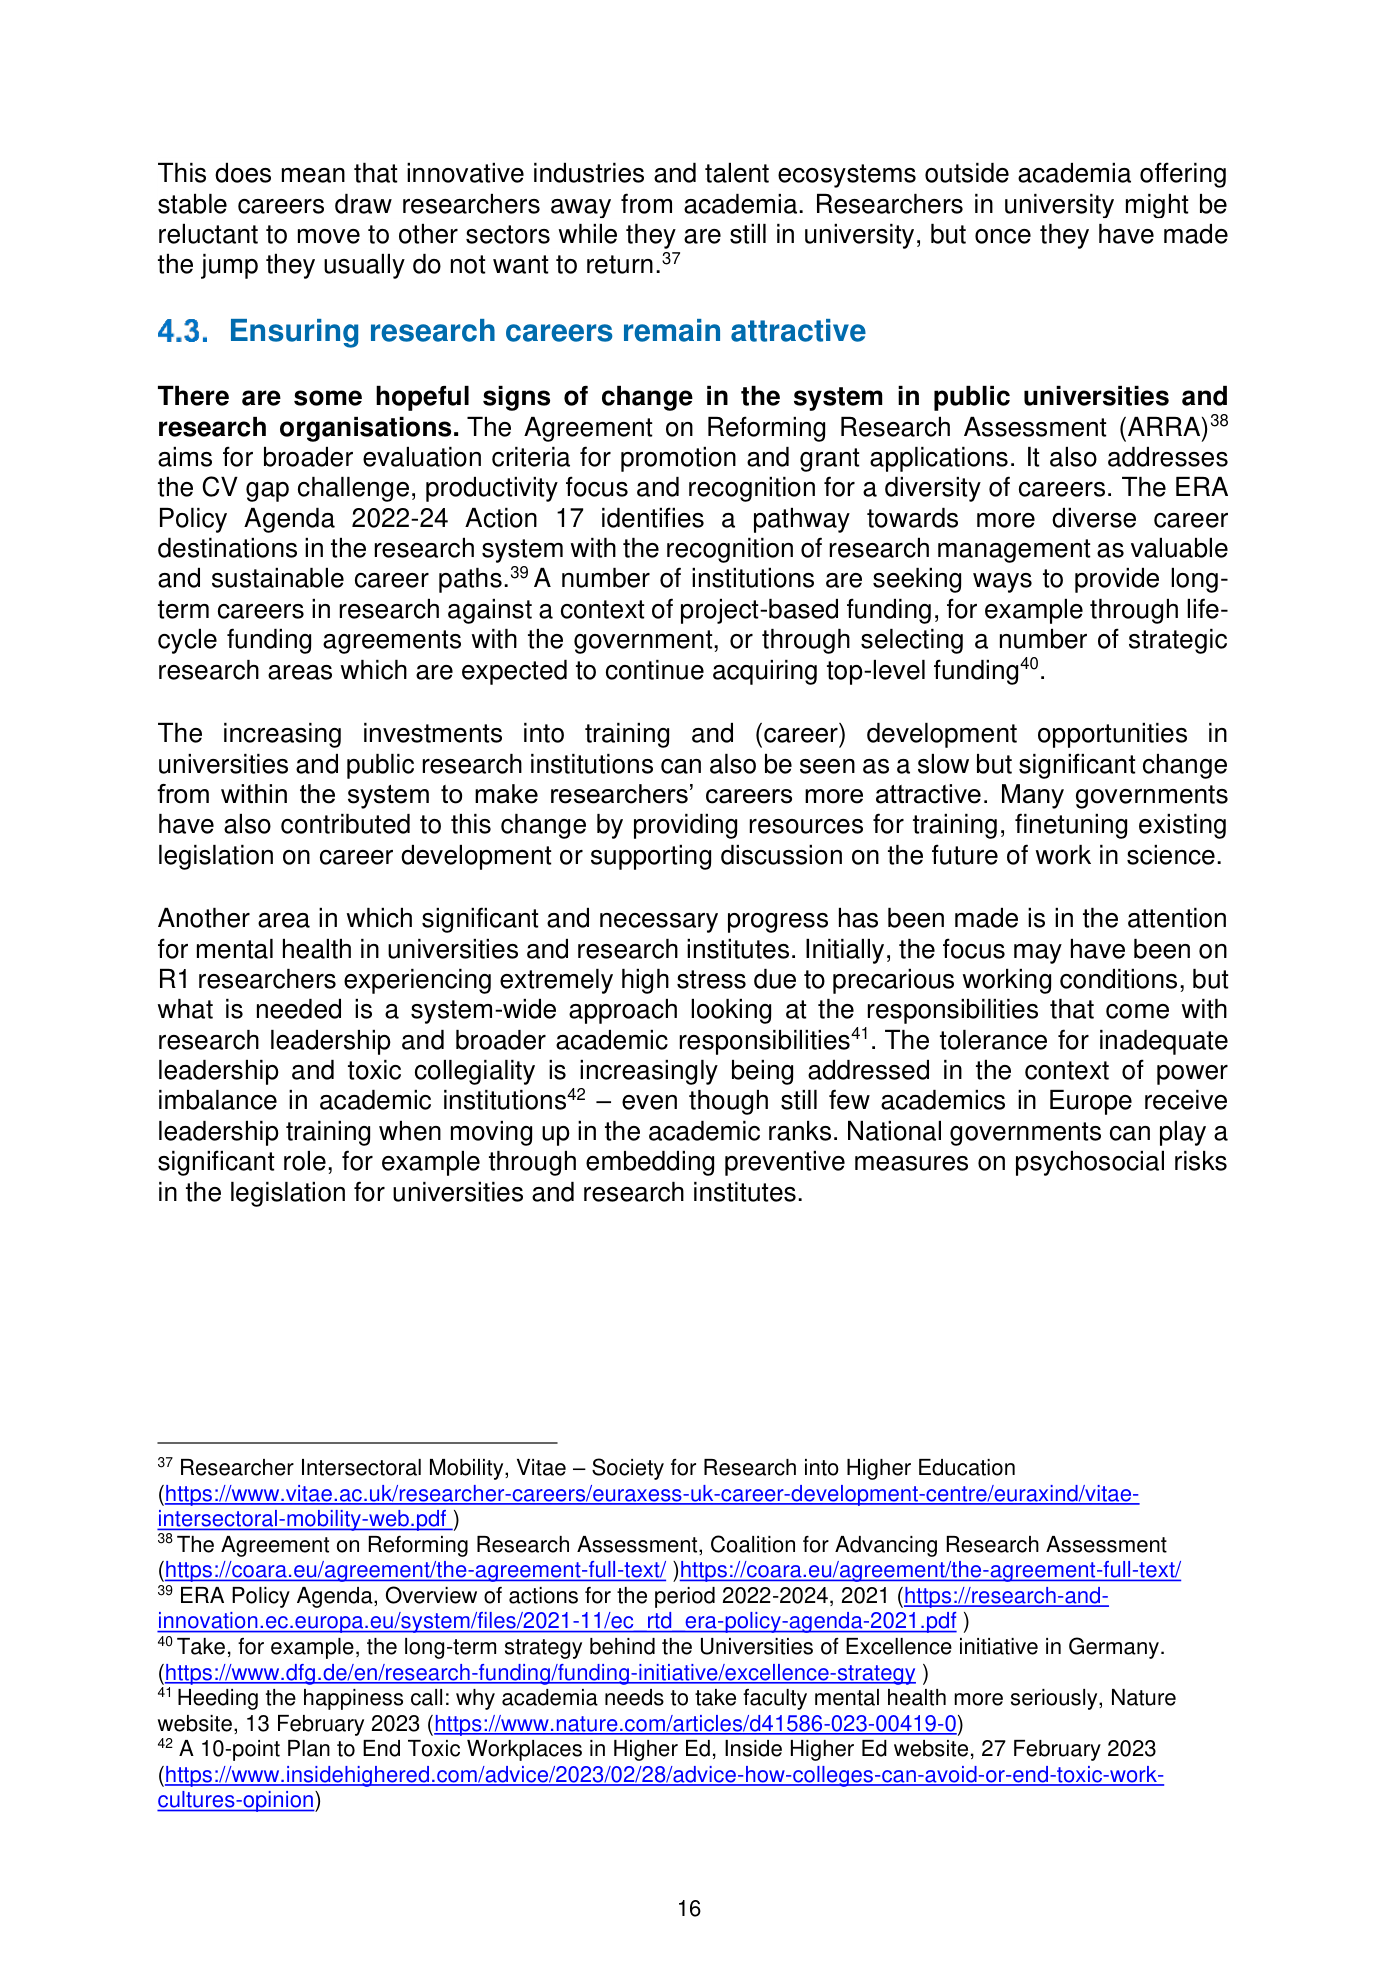 This does mean that innovative industries and talent ecosystems outside academia offering
stable careers draw researchers away from academia. Researchers in university might be
reluctant to move to other sectors while they are still in university, but once they have made
the jump they usually do not want to return.37
4.3. Ensuring research careers remain attractive
There are some hopeful signs of change in the system in public universities and
research organisations. The Agreement on Reforming Research Assessment (ARRA)38
aims for broader evaluation criteria for promotion and grant applications. It also addresses
the CV gap challenge, productivity focus and recognition for a diversity of careers. The ERA
Policy Agenda 2022-24 Action 17 identifies a pathway towards more diverse career
destinations in the research system with the recognition of research management as valuable
and sustainable career paths.39 A number of institutions are seeking ways to provide long-
term careers in research against a context of project-based funding, for example through life-
cycle funding agreements with the government, or through selecting a number of strategic
research areas which are expected to continue acquiring top-level funding40.
The increasing investments into training and (career) development opportunities in
universities and public research institutions can also be seen as a slow but significant change
from within the system to make researchers’ careers more attractive. Many governments
have also contributed to this change by providing resources for training, finetuning existing
legislation on career development or supporting discussion on the future of work in science.
Another area in which significant and necessary progress has been made is in the attention
for mental health in universities and research institutes. Initially, the focus may have been on
R1 researchers experiencing extremely high stress due to precarious working conditions, but
what is needed is a system-wide approach looking at the responsibilities that come with
research leadership and broader academic responsibilities41. The tolerance for inadequate
leadership and toxic collegiality is increasingly being addressed in the context of power
imbalance in academic institutions42 – even though still few academics in Europe receive
leadership training when moving up in the academic ranks. National governments can play a
significant role, for example through embedding preventive measures on psychosocial risks
in the legislation for universities and research institutes.
37 Researcher Intersectoral Mobility, Vitae – Society for Research into Higher Education
(https://www.vitae.ac.uk/researcher-careers/euraxess-uk-career-development-centre/euraxind/vitae-
intersectoral-mobility-web.pdf )
38 The Agreement on Reforming Research Assessment, Coalition for Advancing Research Assessment
(https://coara.eu/agreement/the-agreement-full-text/ )https://coara.eu/agreement/the-agreement-full-text/
39 ERA Policy Agenda, Overview of actions for the period 2022-2024, 2021 (https://research-and-
innovation.ec.europa.eu/system/files/2021-11/ec_rtd_era-policy-agenda-2021.pdf )
40 Take, for example, the long-term strategy behind the Universities of Excellence initiative in Germany.
(https://www.dfg.de/en/research-funding/funding-initiative/excellence-strategy )
41 Heeding the happiness call: why academia needs to take faculty mental health more seriously, Nature
website, 13 February 2023 (https://www.nature.com/articles/d41586-023-00419-0)
42 A 10-point Plan to End Toxic Workplaces in Higher Ed, Inside Higher Ed website, 27 February 2023
(https://www.insidehighered.com/advice/2023/02/28/advice-how-colleges-can-avoid-or-end-toxic-work-
cultures-opinion)
16